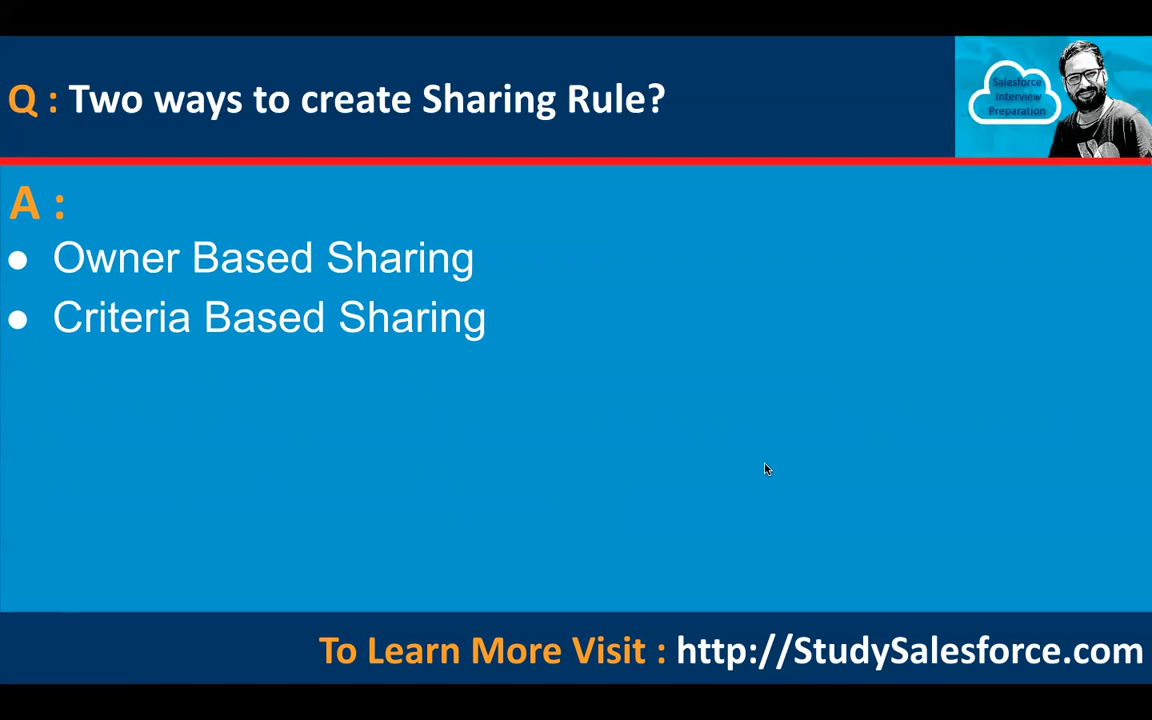 Q : Two ways to create Sharing Rule?
Salesforce
Interview
Preparation
A :
● Owner Based Sharing
● Criteria Based Sharing
To Learn More Visit : http://StudySalesforce.com